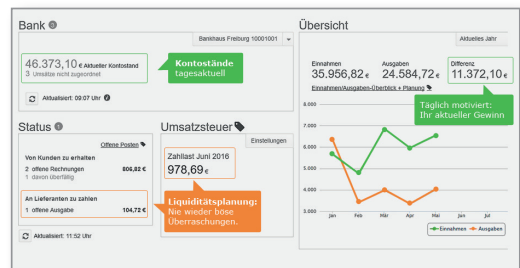 Bank
Bankhaus Freiburg 10001001
46.373,10 € Aktueller Kontostand
3 Umsätze nicht zugeordnet
Kontostände
tagesaktuell
Aktualisiert: 09:07 Uhr
Status
Offene Posten
Von Kunden zu erhalten
2 offene Rechnungen 806,82 €
1 davon überfällig
An Lieferanten zu zahlen
1 offene Ausgabe 104,72 €
Aktualisiert: 11:52 Uhr
Umsatzsteuer
Einstellungen
Zahllast Juni 2016
978,69 €
Liquiditätsplanung:
Nie wieder böse
Überraschungen.
Übersicht
Aktuelles Jahr
Einnahmen Ausgaben Differenz
35.956,82 € 24.584,72 € 11.372,10 €
Einnahmen/Ausgaben-Überblick + Planung
Täglich motiviert:
Ihr aktueller Gewinn
8.000
7.000
6.000
5.000
4.000
3.000
Jan Feb Mär Apr Mai Jun Jul
Einnahmen Ausgaben